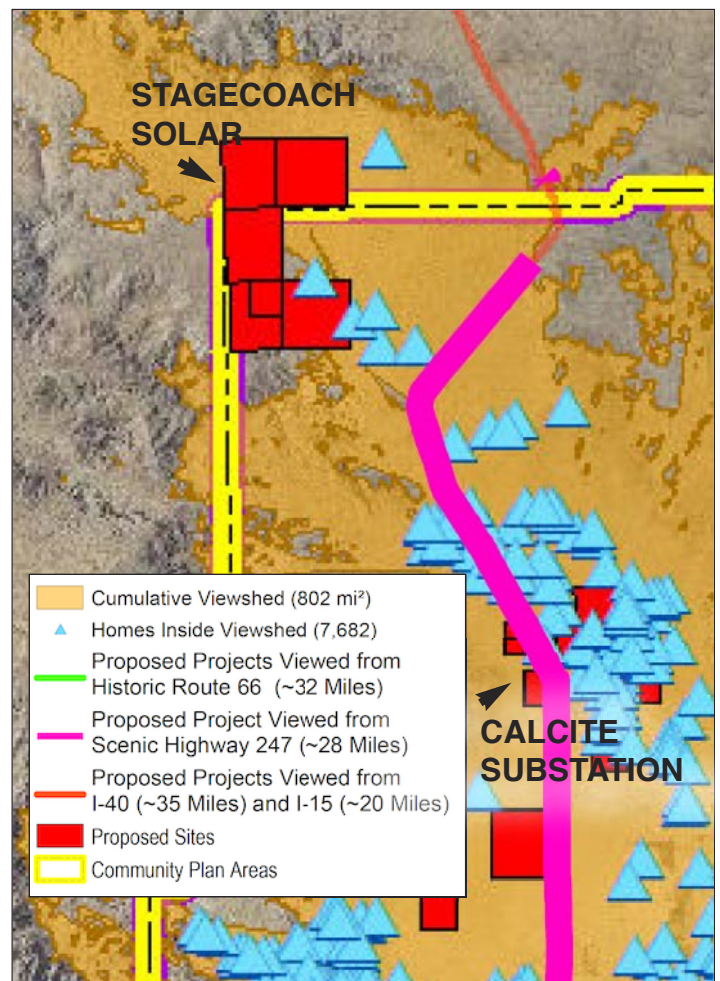 STAGECOACH
SOLAR
Cumulative Viewshed (802 mi²)
Homes Inside Viewshed (7,682)
Proposed Projects Viewed from
Historic Route 66 (~32 Miles)
Proposed Project Viewed from
Scenic Highway 247 (~28 Miles)
Proposed Projects Viewed from
I-40 (~35 Miles) and I-15 (~20 Miles)
Proposed Sites
Community Plan Areas
CALCITE
SUBSTATION